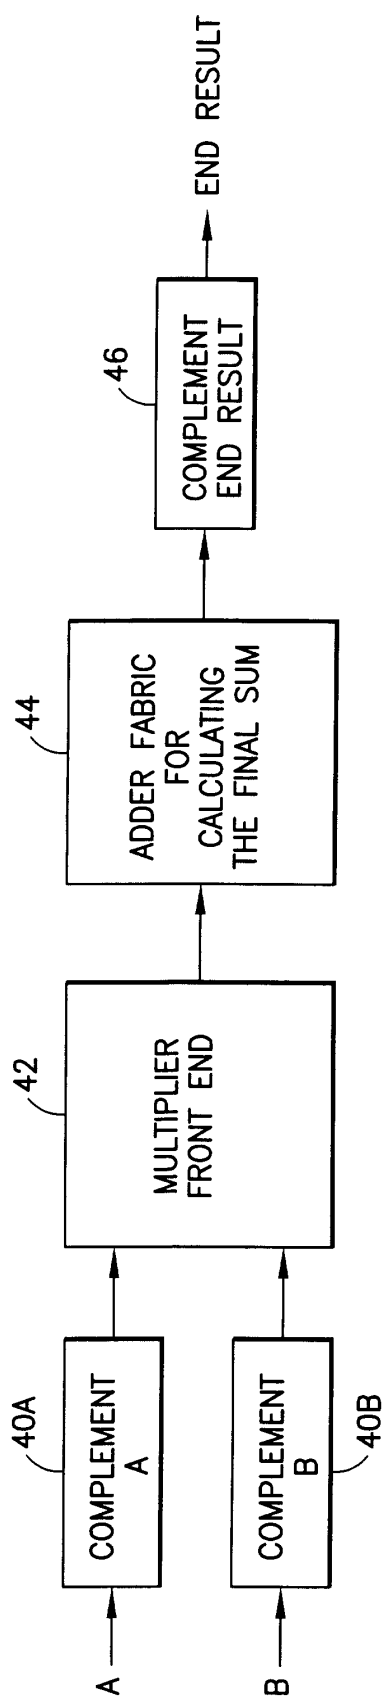 A
B
40A
COMPLEMENT
A
COMPLEMENT
B
40B
42
MULTIPLIER
FRONT END
44
ADDER FABRIC
FOR
CALCULATING
THE FINAL SUM
46
COMPLEMENT
END RESULT
END RESULT